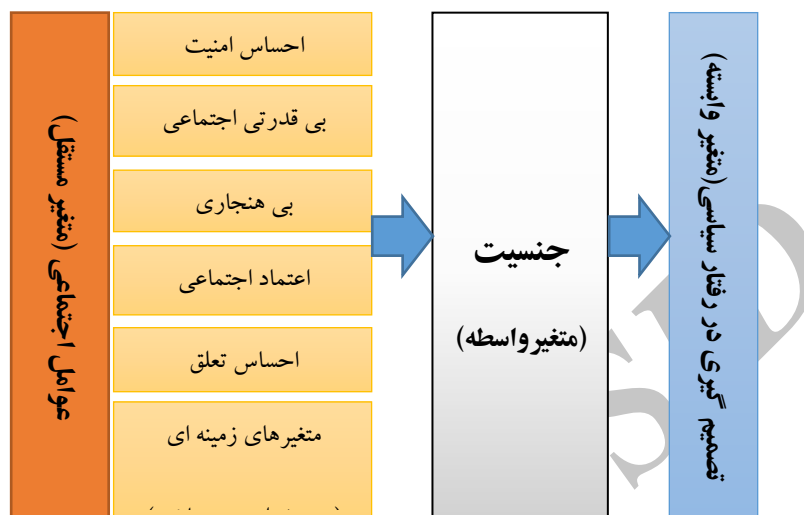 عوامل اجتماعی (متغیر مستقل)
احساس امنیت
بی قدرتی اجتماعی
بی هنجاری
اعتماد اجتماعی
احساس تعلق
متغیرهای زمینه ای
جنسیت
(متغیرواسطه)
تصمیم گیری در رفتار سیاسی(متغیر وابسته)